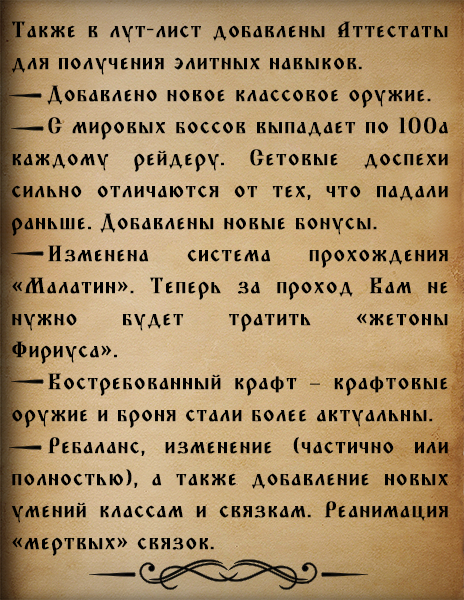 Также в лут-лист добавлены Аттестаты
для получения элитных навыков.
— Добавлено новое классовое оружие.
— С мировых боссов выпадает по 100а
каждому рейдеру. Сетовые доспехи
сильно отличаются от тех, что падали
раньше. Добавлены новые бонусы.
— Изменена система прохождения
«Малатин». Теперь за проход Вам не
нужно будет тратить «жетоны
Фириуса».
— Востребованный крафт – крафтовые
оружие и броня стали более актуальны.
— Ребаланс, изменение (частично или
полностью), а также добавление новых
умений классам и связкам. Реанимация
«мертвых» связок.